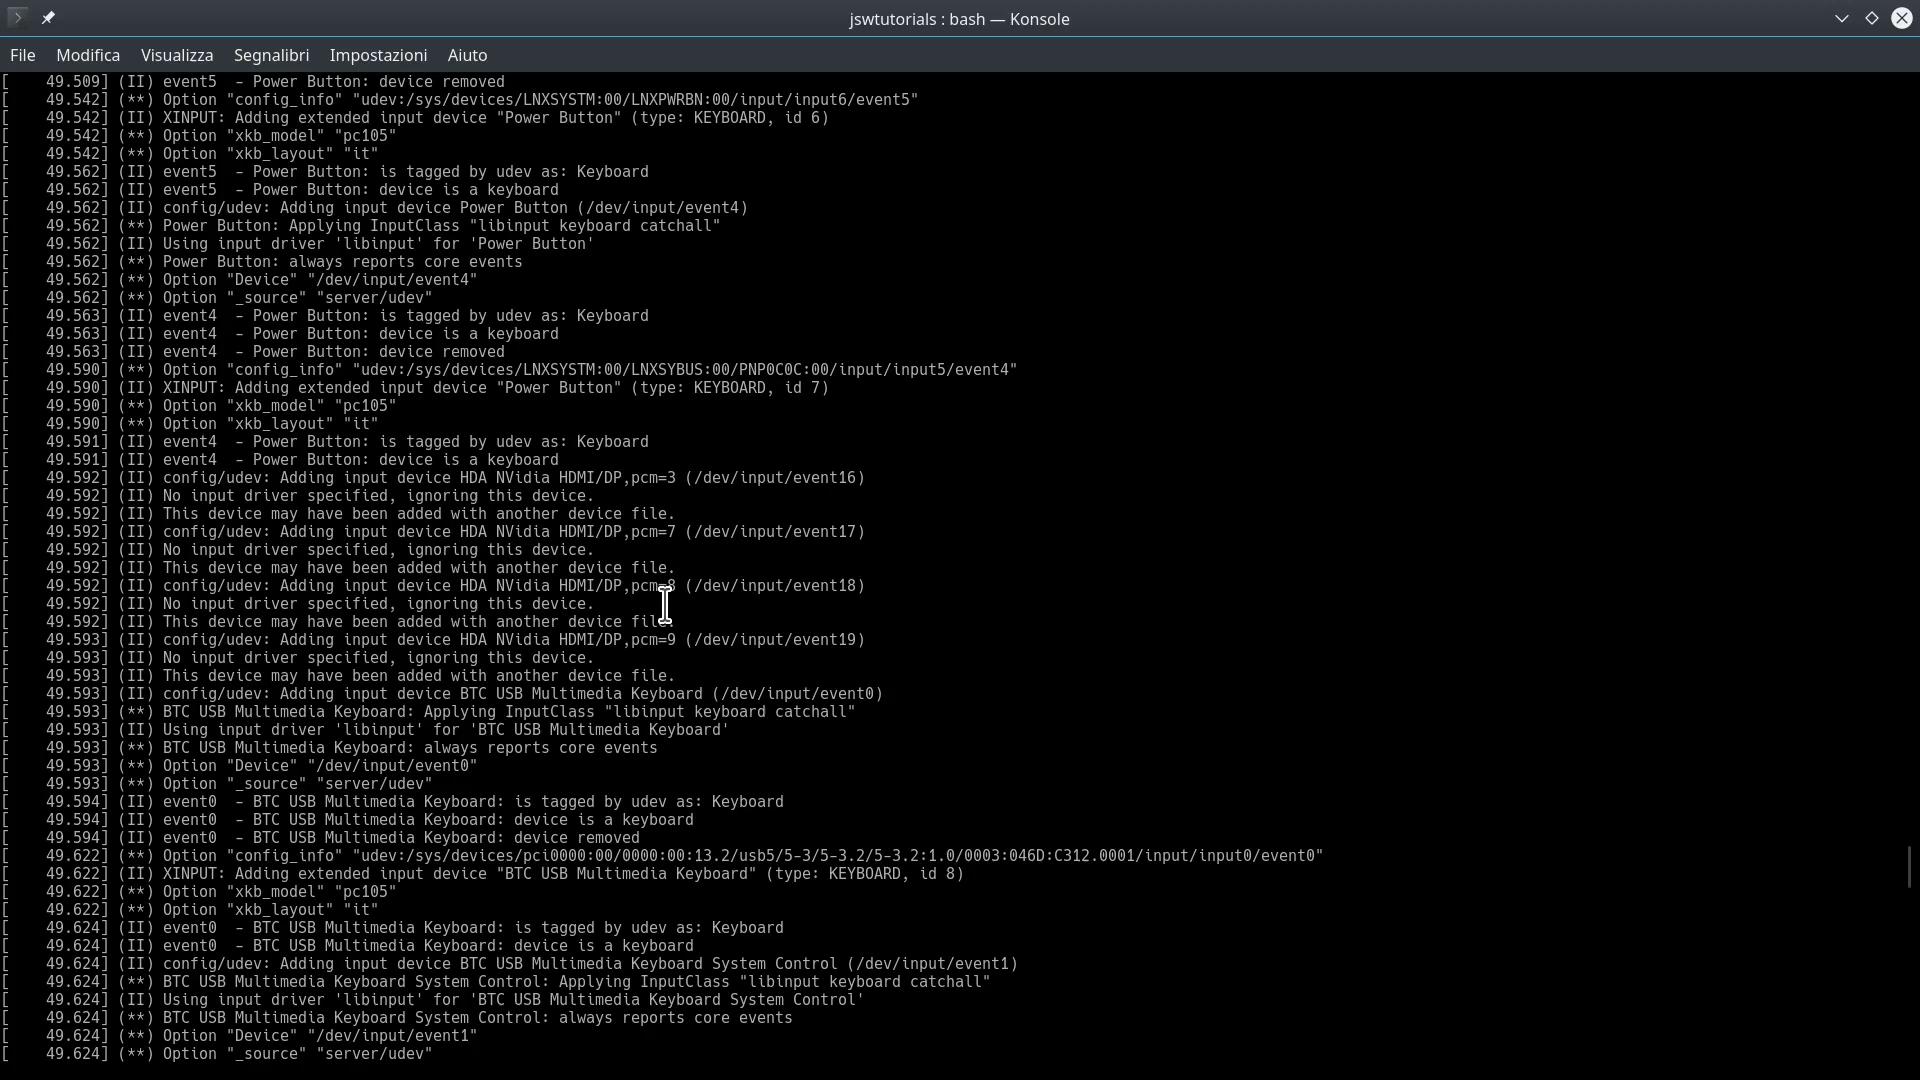 jswtutorials : bash — Konsole
File Modifica Visualizza Segnalibri Impostazioni Aiuto
[    49.509] (II) event5  - Power Button: device removed
[    49.542] (**) Option "config_info" "udev:/sys/devices/LNXSYSTM:00/LNXPWRBN:00/input/input6/event5"
[    49.542] (II) XINPUT: Adding extended input device "Power Button" (type: KEYBOARD, id 6)
[    49.542] (**) Option "xkb_model" "pc105"
[    49.542] (**) Option "xkb_layout" "it"
[    49.562] (II) event5  - Power Button: is tagged by udev as: Keyboard
[    49.562] (II) event5  - Power Button: device is a keyboard
[    49.562] (II) config/udev: Adding input device Power Button (/dev/input/event4)
[    49.562] (**) Power Button: Applying InputClass "libinput keyboard catchall"
[    49.562] (II) Using input driver 'libinput' for 'Power Button'
[    49.562] (**) Power Button: always reports core events
[    49.562] (**) Option "Device" "/dev/input/event4"
[    49.562] (**) Option "_source" "server/udev"
[    49.563] (II) event4  - Power Button: is tagged by udev as: Keyboard
[    49.563] (II) event4  - Power Button: device is a keyboard
[    49.563] (II) event4  - Power Button: device removed
[    49.590] (**) Option "config_info" "udev:/sys/devices/LNXSYSTM:00/LNXSYBUS:00/PNP0C0C:00/input/input5/event4"
[    49.590] (II) XINPUT: Adding extended input device "Power Button" (type: KEYBOARD, id 7)
[    49.590] (**) Option "xkb_model" "pc105"
[    49.590] (**) Option "xkb_layout" "it"
[    49.591] (II) event4  - Power Button: is tagged by udev as: Keyboard
[    49.591] (II) event4  - Power Button: device is a keyboard
[    49.592] (II) config/udev: Adding input device HDA NVidia HDMI/DP,pcm=3 (/dev/input/event16)
[    49.592] (II) No input driver specified, ignoring this device.
[    49.592] (II) This device may have been added with another device file.
[    49.592] (II) config/udev: Adding input device HDA NVidia HDMI/DP,pcm=7 (/dev/input/event17)
[    49.592] (II) No input driver specified, ignoring this device.
[    49.592] (II) This device may have been added with another device file.
[    49.592] (II) config/udev: Adding input device HDA NVidia HDMI/DP,pcm=8 (/dev/input/event18)
[    49.592] (II) No input driver specified, ignoring this device.
[    49.592] (II) This device may have been added with another device file.
[    49.593] (II) config/udev: Adding input device HDA NVidia HDMI/DP,pcm=9 (/dev/input/event19)
[    49.593] (II) No input driver specified, ignoring this device.
[    49.593] (II) This device may have been added with another device file.
[    49.593] (II) config/udev: Adding input device BTC USB Multimedia Keyboard (/dev/input/event0)
[    49.593] (**) BTC USB Multimedia Keyboard: Applying InputClass "libinput keyboard catchall"
[    49.593] (II) Using input driver 'libinput' for 'BTC USB Multimedia Keyboard'
[    49.593] (**) BTC USB Multimedia Keyboard: always reports core events
[    49.593] (**) Option "Device" "/dev/input/event0"
[    49.593] (**) Option "_source" "server/udev"
[    49.594] (II) event0  - BTC USB Multimedia Keyboard: is tagged by udev as: Keyboard
[    49.594] (II) event0  - BTC USB Multimedia Keyboard: device is a keyboard
[    49.594] (II) event0  - BTC USB Multimedia Keyboard: device removed
[    49.622] (**) Option "config_info" "udev:/sys/devices/pci0000:00/0000:00:13.2/usb5/5-3/5-3.2/5-3.2:1.0/0003:046D:C312.0001/input/input0/event0"
[    49.622] (II) XINPUT: Adding extended input device "BTC USB Multimedia Keyboard" (type: KEYBOARD, id 8)
[    49.622] (**) Option "xkb_model" "pc105"
[    49.622] (**) Option "xkb_layout" "it"
[    49.624] (II) event0  - BTC USB Multimedia Keyboard: is tagged by udev as: Keyboard
[    49.624] (II) event0  - BTC USB Multimedia Keyboard: device is a keyboard
[    49.624] (II) config/udev: Adding input device BTC USB Multimedia Keyboard System Control (/dev/input/event1)
[    49.624] (**) BTC USB Multimedia Keyboard System Control: Applying InputClass "libinput keyboard catchall"
[    49.624] (II) Using input driver 'libinput' for 'BTC USB Multimedia Keyboard System Control'
[    49.624] (**) BTC USB Multimedia Keyboard System Control: always reports core events
[    49.624] (**) Option "Device" "/dev/input/event1"
[    49.624] (**) Option "_source" "server/udev"